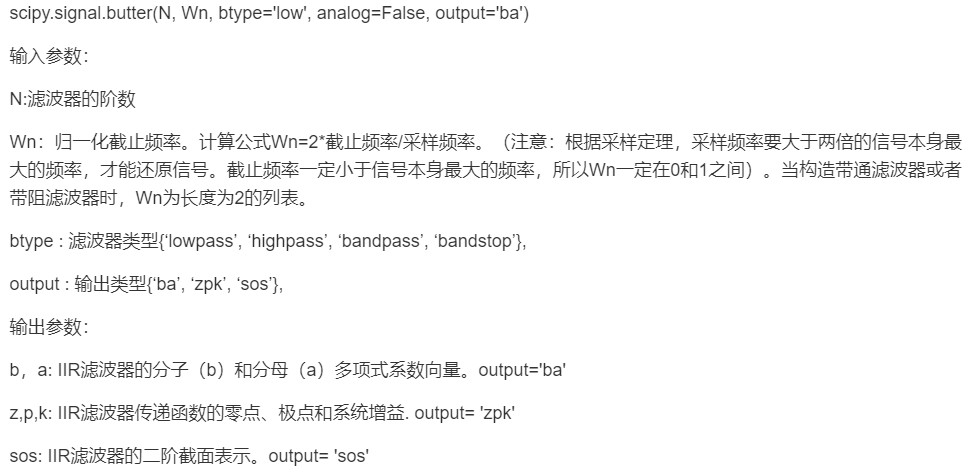 scipy.signal.butter(N, Wn, btype='low', analog=False, output='ba')
输入参数：
N:滤波器的阶数
Wn：归一化截止频率。计算公式Wn=2*截止频率/采样频率。（注意：根据采样定理，采样频率要大于两倍的信号本身最
大的频率，才能还原信号。截止频率一定小于信号本身最大的频率，所以Wn一定在0和1之间）。当构造带通滤波器或者
带阻滤波器时，Wn为长度为2的列表。
btype : 滤波器类型{‘lowpass’, ‘highpass’, ‘bandpass’, ‘bandstop’},
output : 输出类型{‘ba’, ‘zpk’, ‘sos’},
输出参数：
b，a: IIR滤波器的分子（b）和分母（a）多项式系数向量。output='ba'
z,p,k: IIR滤波器传递函数的零点、极点和系统增益. output= 'zpk'
sos: IIR滤波器的二阶截面表示。output= 'sos'